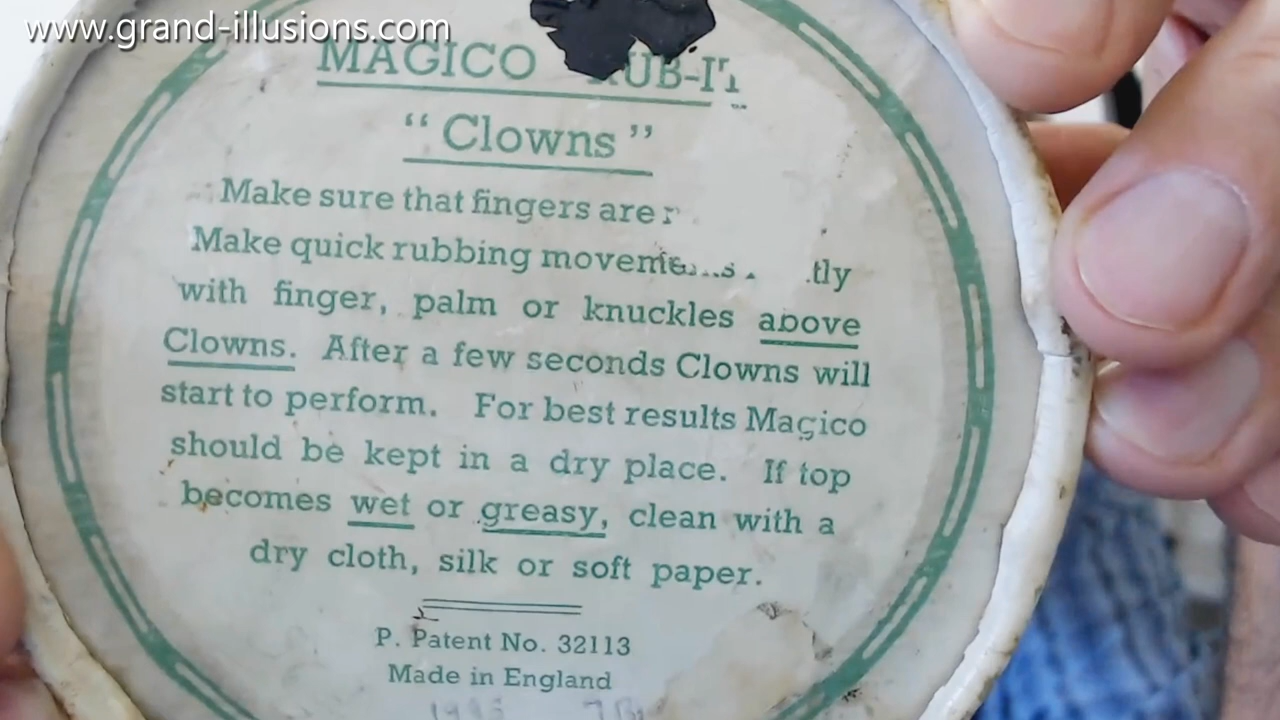 www.grand-illusions.com
MAGICO RUB-IT
“ Clowns ”
Make sure that fingers are
Make quick rubbing movements
with finger, palm or knuckles above
Clowns. After a few seconds Clowns will
start to perform. For best results Magico
should be kept in a dry place. If top
becomes wet or greasy, clean with a
dry cloth, silk or soft paper.
P. Patent No. 32113
Made in England